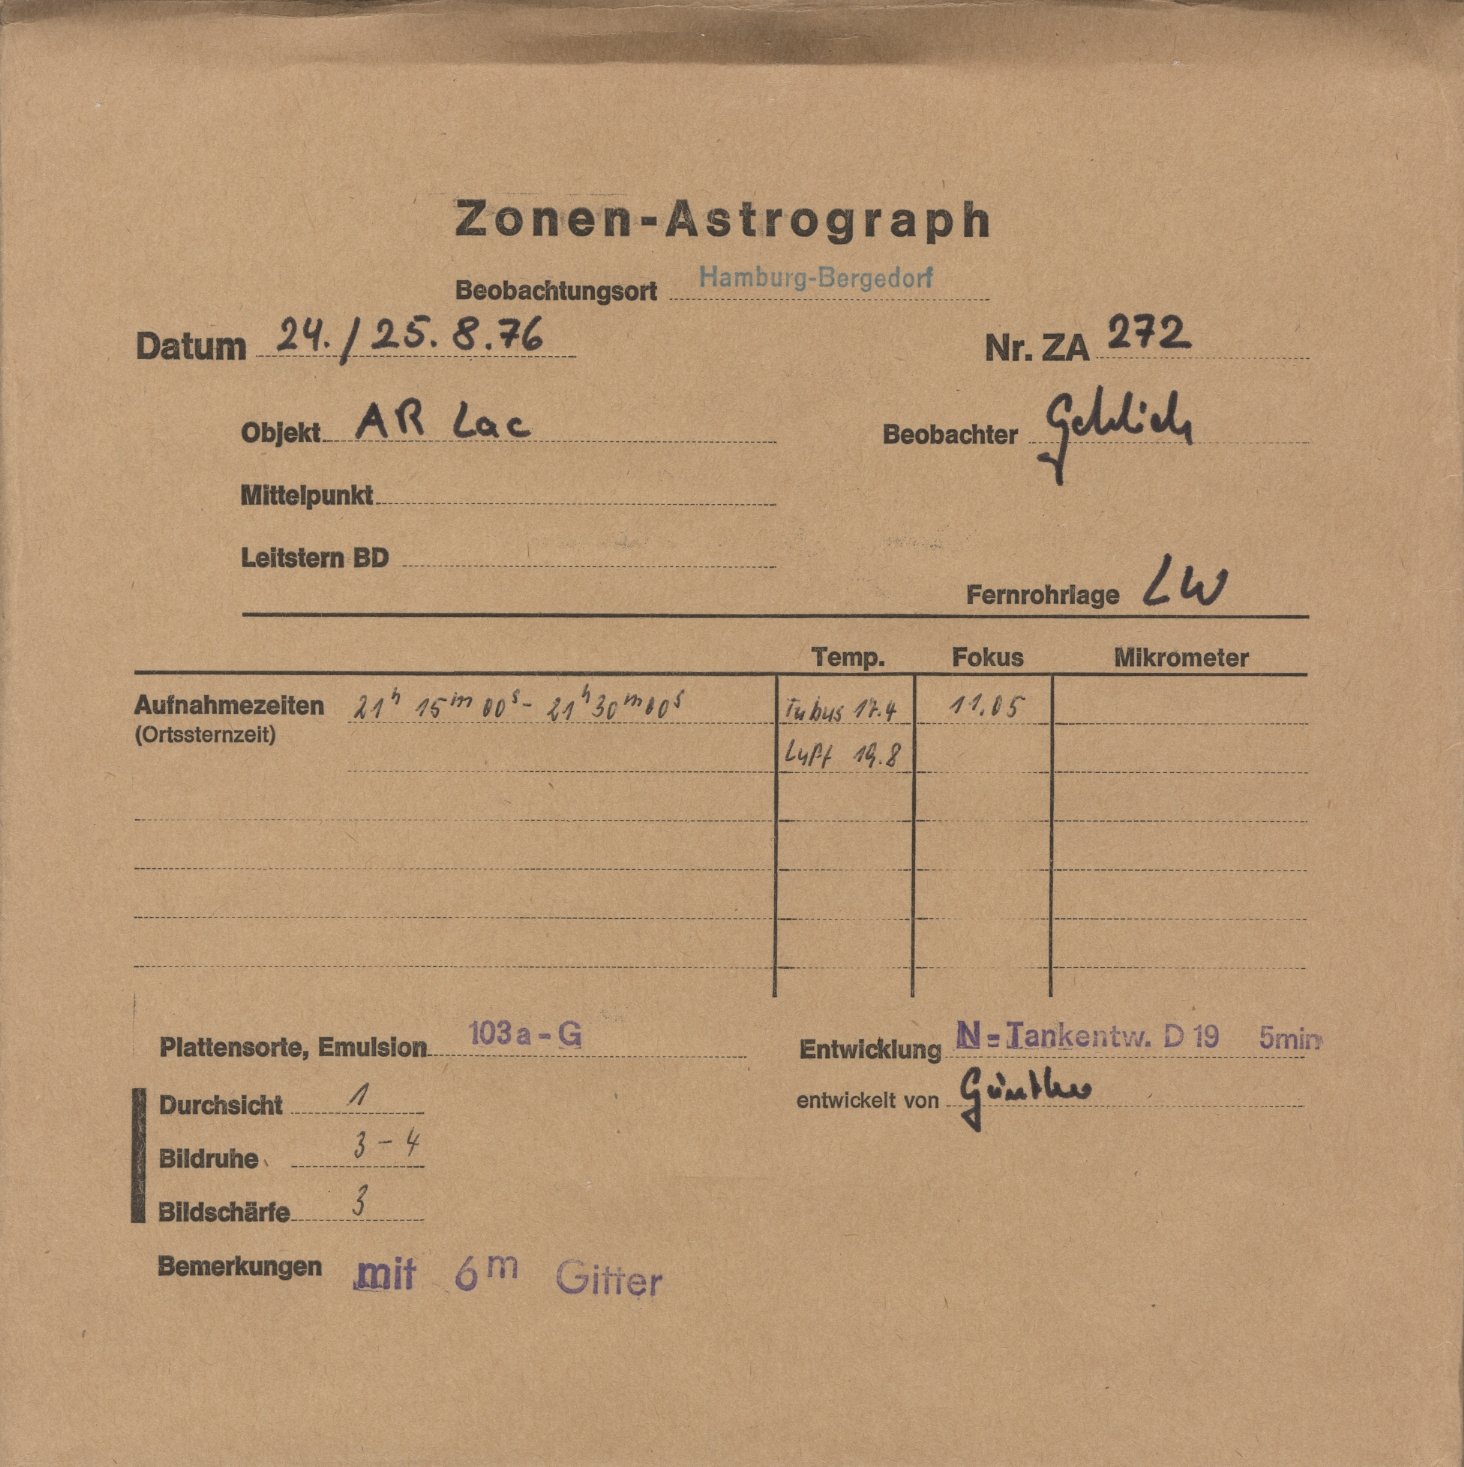 Zonen-Astrograph
Beobachtungsort Hamburg-Bergedorf
Datum 24./25.8.76 Nr. ZA 272
Objekt AR Lac Beobachter
Mittelpunkt
Leitstern BD
Fernrohrlage LW
Temp. Fokus Mikrometer
Aufnahmezeiten 21h 15m 00s - 21h 30m 00s Tubus 17.4 11.05
(Ortssternzeit)
Luft 19.8
Plattensorte, Emulsion 103a-G Entwicklung N-Tankentw. D 19 5min
Durchsicht 1 entwickelt von Günther
Bildruhe 3-4
Bildschärfe 3
Bemerkungen mit 6m Gitter